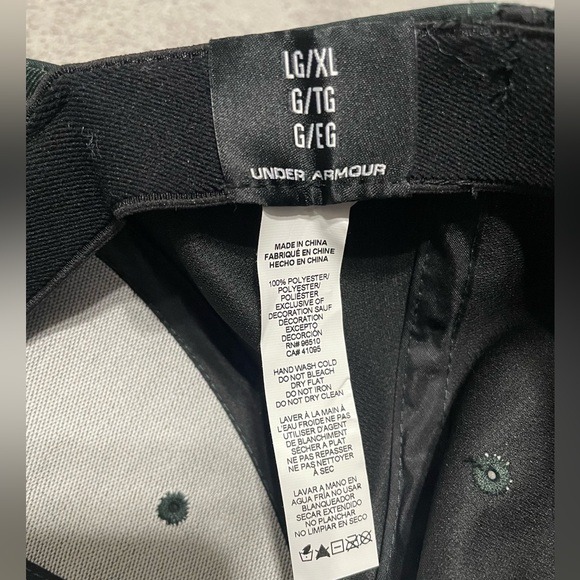 LG/XL
G/TG
G/EG
UNDER ARMOUR
MADE IN CHINA
FABRIQUÉ EN CHINE
HECHO EN CHINA
100% POLYESTER/
POLYESTER/
POLIÉSTER
EXCLUSIVE OF
DECORATION SAUF
DÉCORATION
EXCEPTO
DECORCIÓN
RN# 96510
CA# 41095
HAND WASH COLD
DO NOT BLEACH
DRY FLAT
DO NOT IRON
DO NOT DRY CLEAN
LAVER À LA MAIN À
L'EAU FROIDE NE PAS
UTILISER D'AGENT
DE BLANCHIMENT
SÉCHER A PLAT
NE PAS REPASSER
NE PAS NETTOYER
À SEC
LAVAR A MANO EN
AGUA FRÍA NO USAR
BLANQUEADOR
SECAR EXTENDIDO
NO PLANCHAR
NO LIMPIAR EN SECO